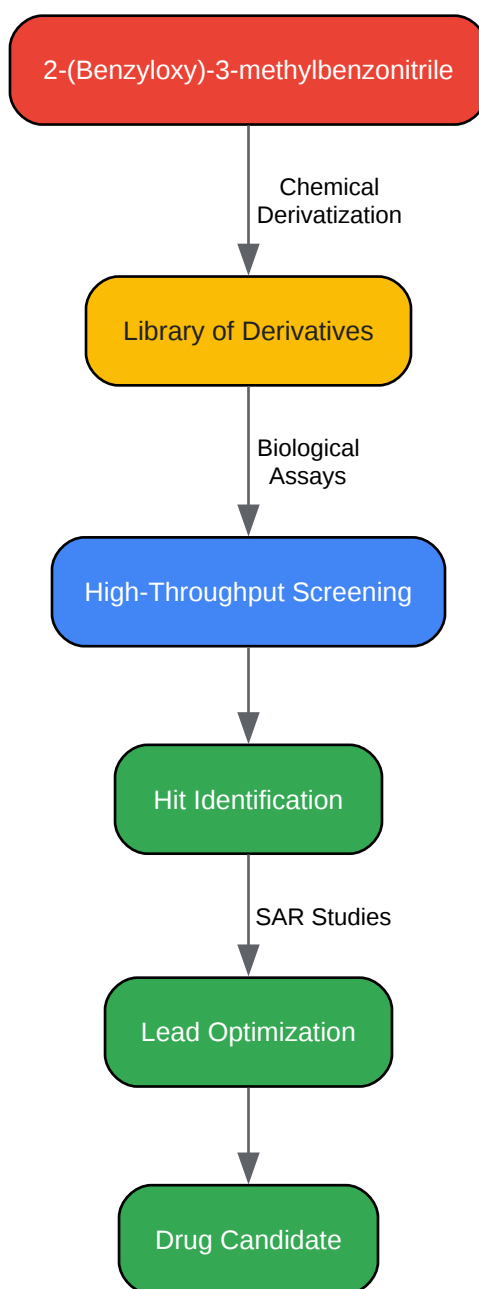 2-(Benzyloxy)-3-methylbenzonitrile
Chemical
Derivatization
Library of Derivatives
Biological
Assays
High-Throughput Screening
Hit Identification
SAR Studies
Lead Optimization
Drug Candidate